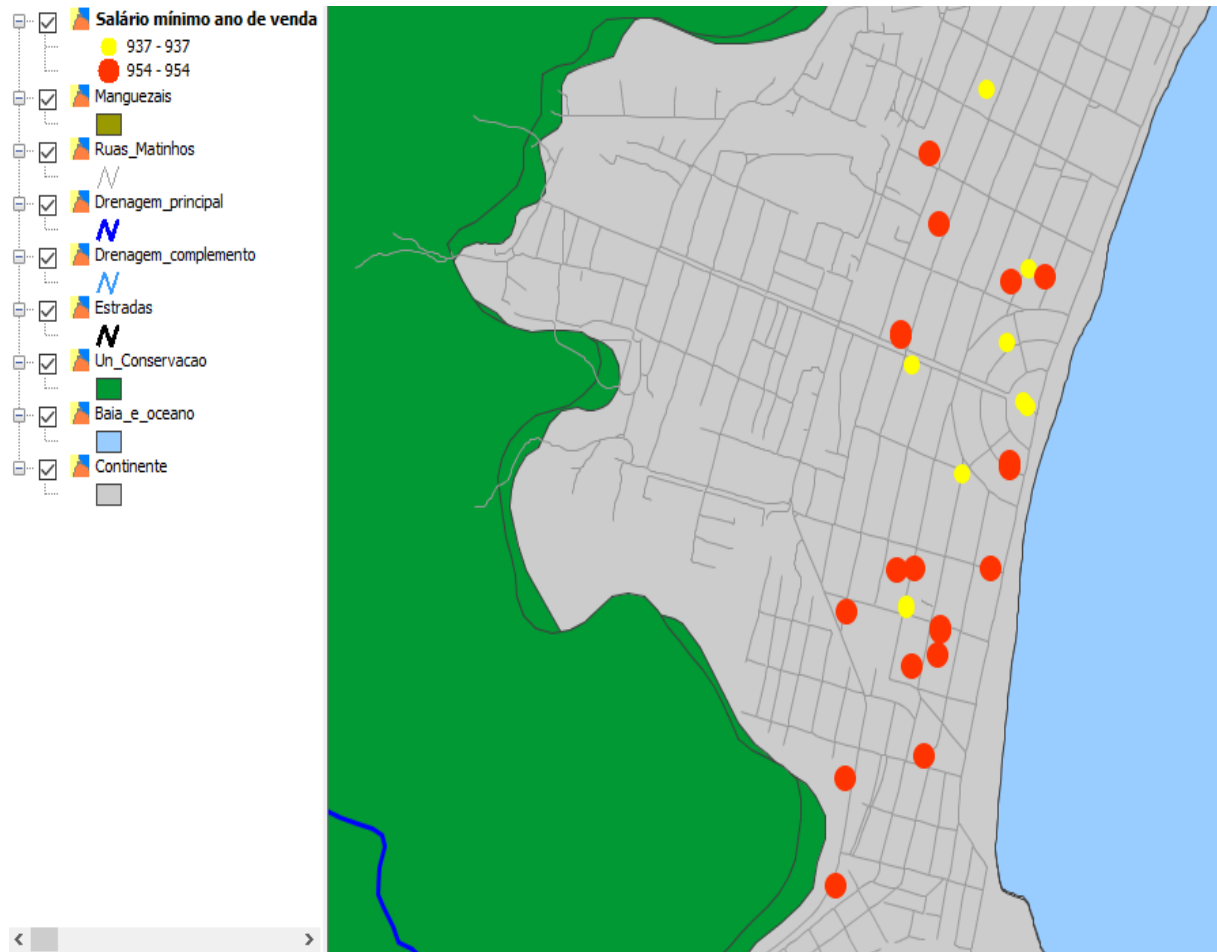 Salário mínimo ano de venda
937 - 937
954 - 954
Manguezais
Ruas_Matinhos
Drenagem_principal
Drenagem_complemento
Estradas
Un_Conservacao
Baia_e_oceano
Continente